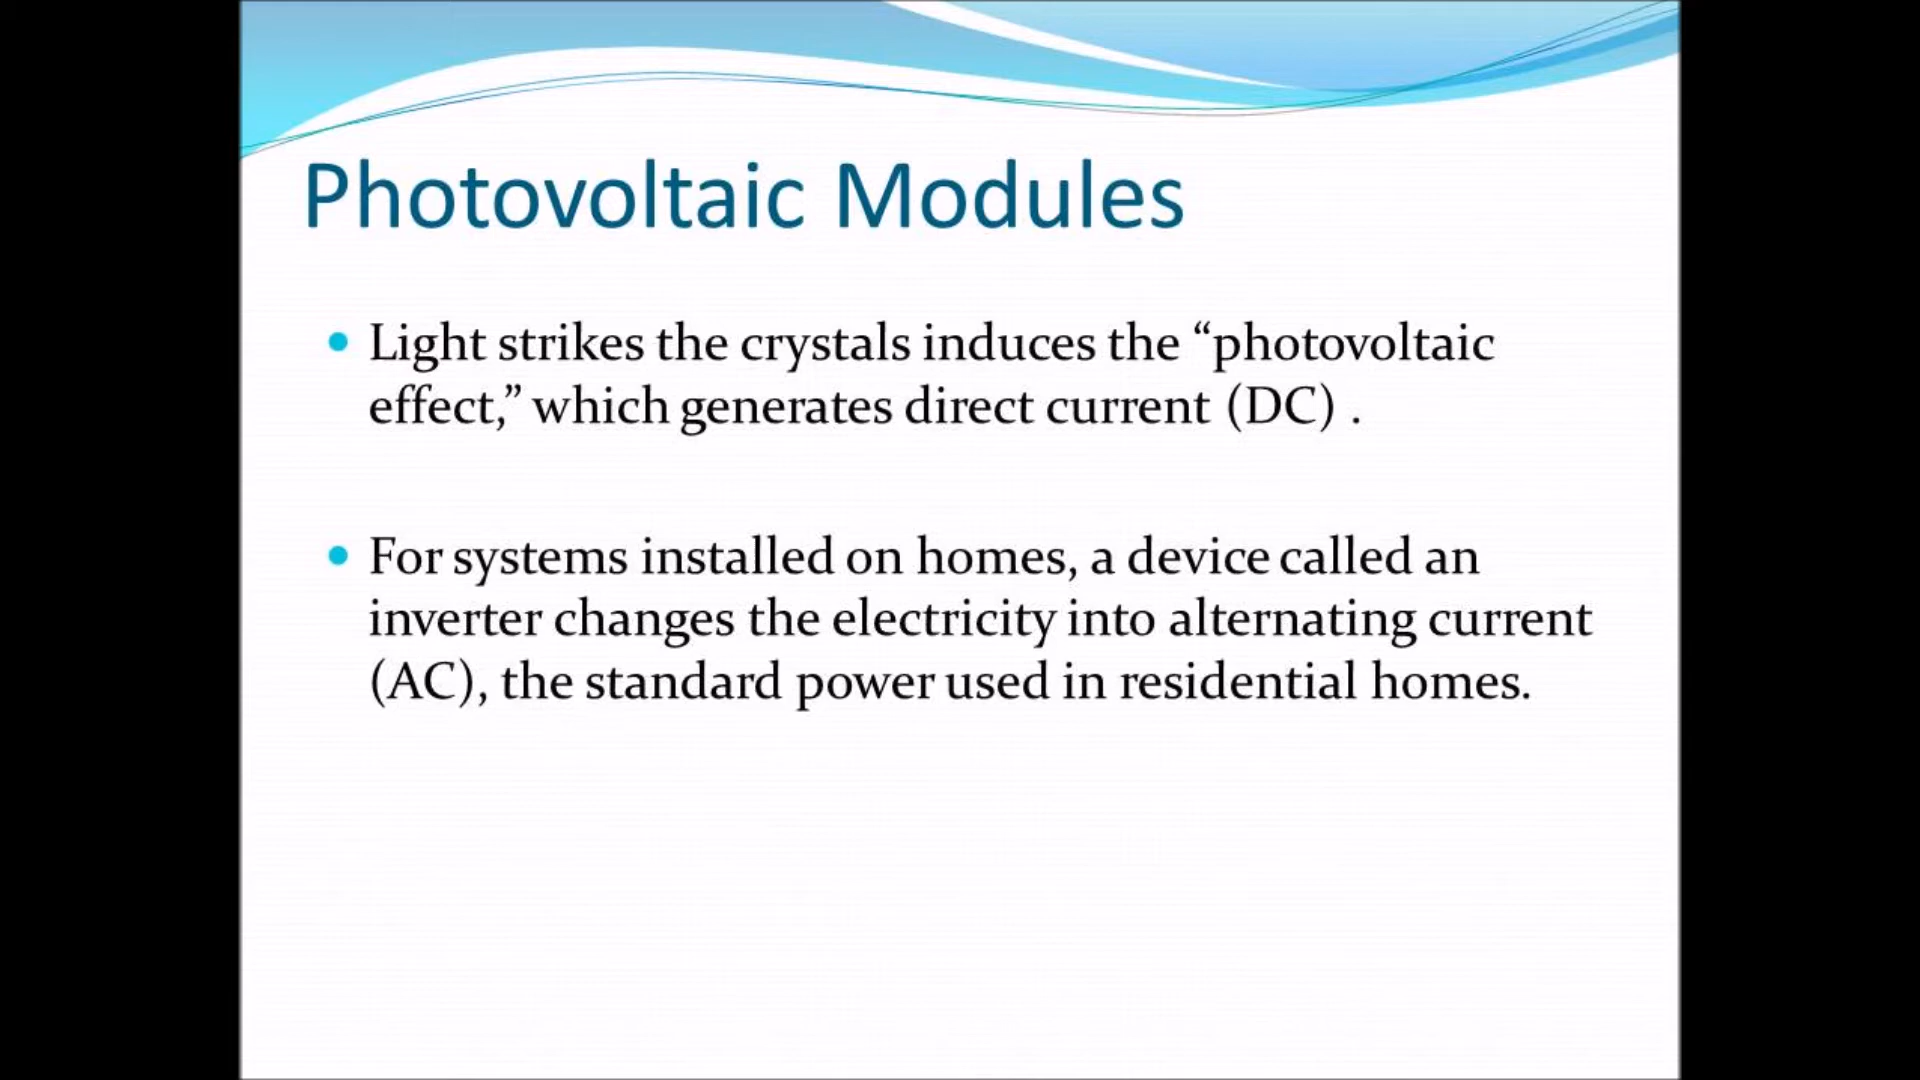 Photovoltaic Modules
• Light strikes the crystals induces the “photovoltaic
effect,” which generates direct current (DC) .
• For systems installed on homes, a device called an
inverter changes the electricity into alternating current
(AC), the standard power used in residential homes.